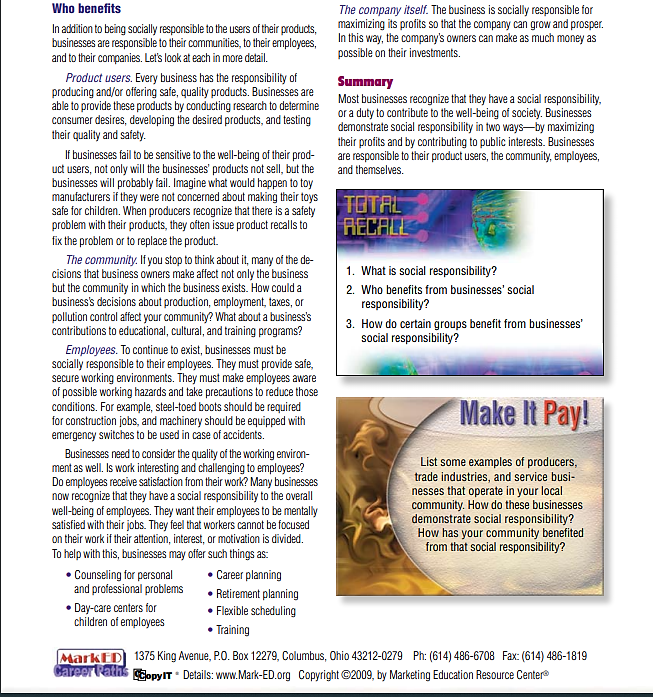 Who benefits
In addition to being socially responsible to the users of their products,
businesses are responsible to their communities, to their employees,
and to their companies. Let's look at each in more detail.
Product users. Every business has the responsibility of
producing and/or offering safe, quality products. Businesses are
able to provide these products by conducting research to determine
consumer desires, developing the desired products, and testing
their quality and safety.
If businesses fail to be sensitive to the well-being of their prod-
uct users, not only will the businesses' products not sell, but the
businesses will probably fail. Imagine what would happen to toy
manufacturers if they were not concerned about making their toys
safe for children. When producers recognize that there is a safety
problem with their products, they often issue product recalls to
fix the problem or to replace the product.
The community. If you stop to think about it, many of the de-
cisions that business owners make affect not only the business
but the community in which the business exists. How could a
business's decisions about production, employment, taxes, or
pollution control affect your community? What about a business's
contributions to educational, cultural, and training programs?
Employees. To continue to exist, businesses must be
socially responsible to their employees. They must provide safe,
secure working environments. They must make employees aware
of possible working hazards and take precautions to reduce those
conditions. For example, steel-toed boots should be required
for construction jobs, and machinery should be equipped with
emergency switches to be used in case of accidents.
Businesses need to consider the quality of the working environ-
ment as well. Is work interesting and challenging to employees?
Do employees receive satisfaction from their work? Many businesses
now recognize that they have a social responsibility to the overall
well-being of employees. They want their employees to be mentally
satisfied with their jobs. They feel that workers cannot be focused
on their work if their attention, interest, or motivation is divided.
To help with this, businesses may offer such things as:
• Counseling for personal
and professional problems
• Day-care centers for
children of employees
• Career planning
• Retirement planning
• Flexible scheduling
• Training
The company itself. The business is socially responsible for
maximizing its profits so that the company can grow and prosper.
In this way, the company's owners can make as much money as
possible on their investments.
Summary
Most businesses recognize that they have a social responsibility,
or a duty to contribute to the well-being of society. Businesses
demonstrate social responsibility in two ways—by maximizing
their profits and by contributing to public interests. Businesses
are responsible to their product users, the community, employees,
and themselves.
TOTAL
RECALL
1. What is social responsibility?
2. Who benefits from businesses' social
responsibility?
3. How do certain groups benefit from businesses'
social responsibility?
Make It Pay!
List some examples of producers,
trade industries, and service busi-
nesses that operate in your local
community. How do these businesses
demonstrate social responsibility?
How has your community benefited
from that social responsibility?
MarkED
Career Paths
1375 King Avenue, P.O. Box 12279, Columbus, Ohio 43212-0279 Ph: (614) 486-6708 Fax: (614) 486-1819
CopyIT • Details: www.Mark-ED.org Copyright ©2009, by Marketing Education Resource Center®